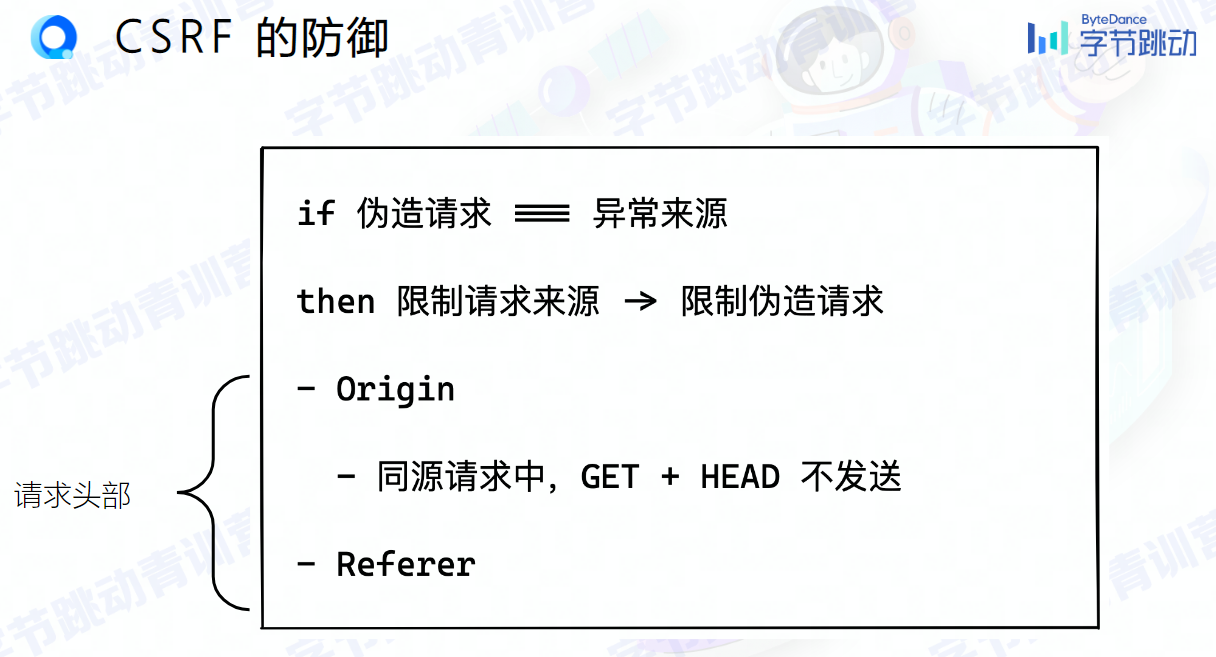 CSRF 的防御
ByteDance
字节跳动
if 伪造请求 === 异常来源
then 限制请求来源 -> 限制伪造请求
- Origin
- 同源请求中，GET + HEAD 不发送
请求头部
- Referer
字节跳动青训营